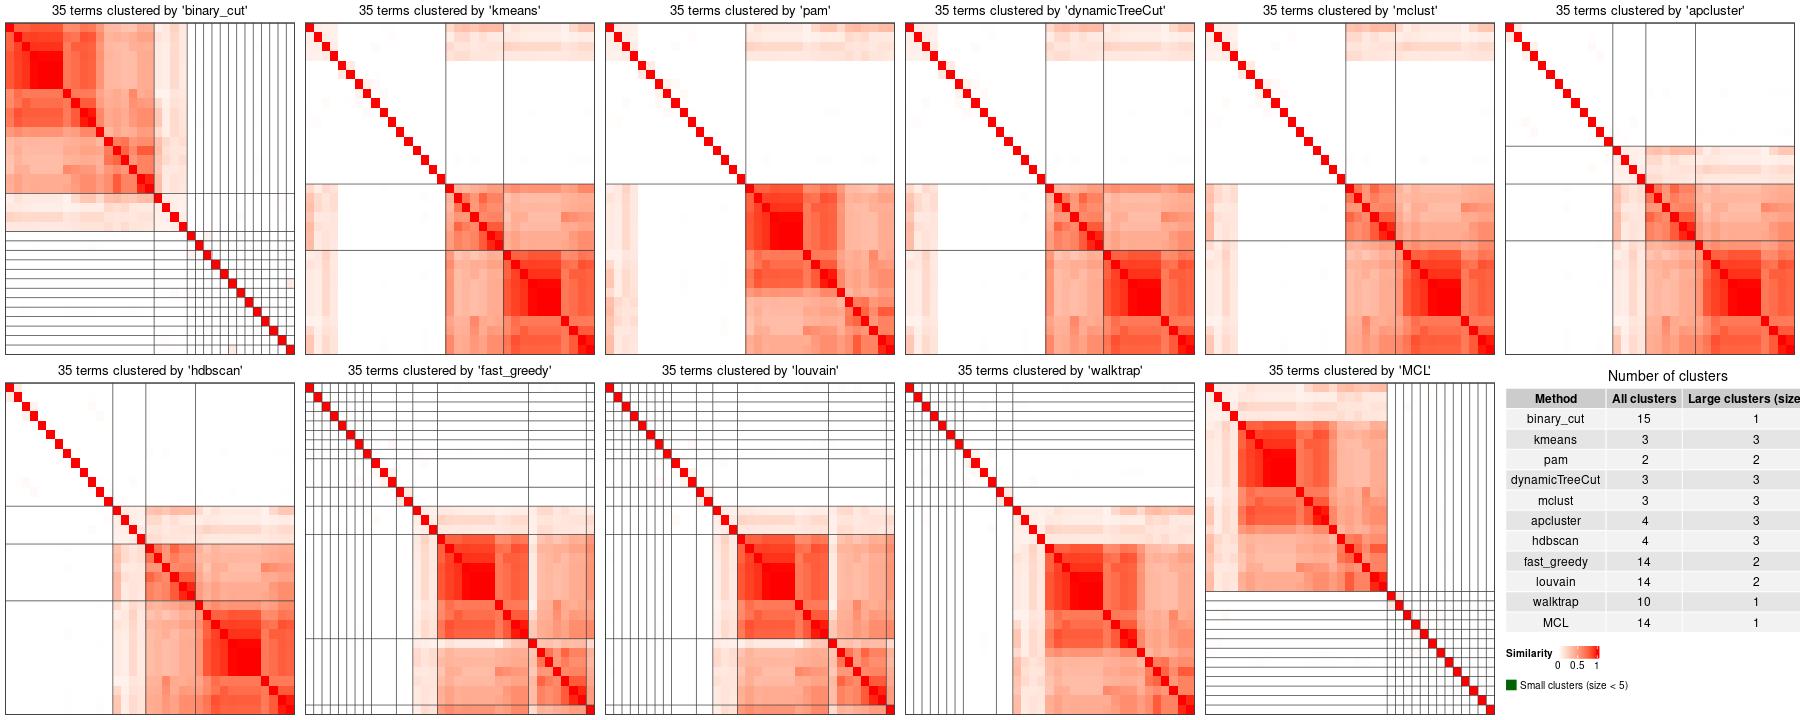 35 terms clustered by 'binary_cut'
35 terms clustered by 'kmeans'
35 terms clustered by 'pam'
35 terms clustered by 'dynamicTreeCut'
35 terms clustered by 'mclust'
35 terms clustered by 'apcluster'
35 terms clustered by 'hdbscan'
35 terms clustered by 'fast_greedy'
35 terms clustered by 'louvain'
35 terms clustered by 'walktrap'
35 terms clustered by 'MCL'
Number of clusters
Method All clusters Large clusters (size
binary_cut 15 1
kmeans 3 3
pam 2 2
dynamicTreeCut 3 3
mclust 3 3
apcluster 4 3
hdbscan 4 3
fast_greedy 14 2
louvain 14 2
walktrap 10 1
MCL 14 1
Similarity
0 0.5 1
Small clusters (size < 5)